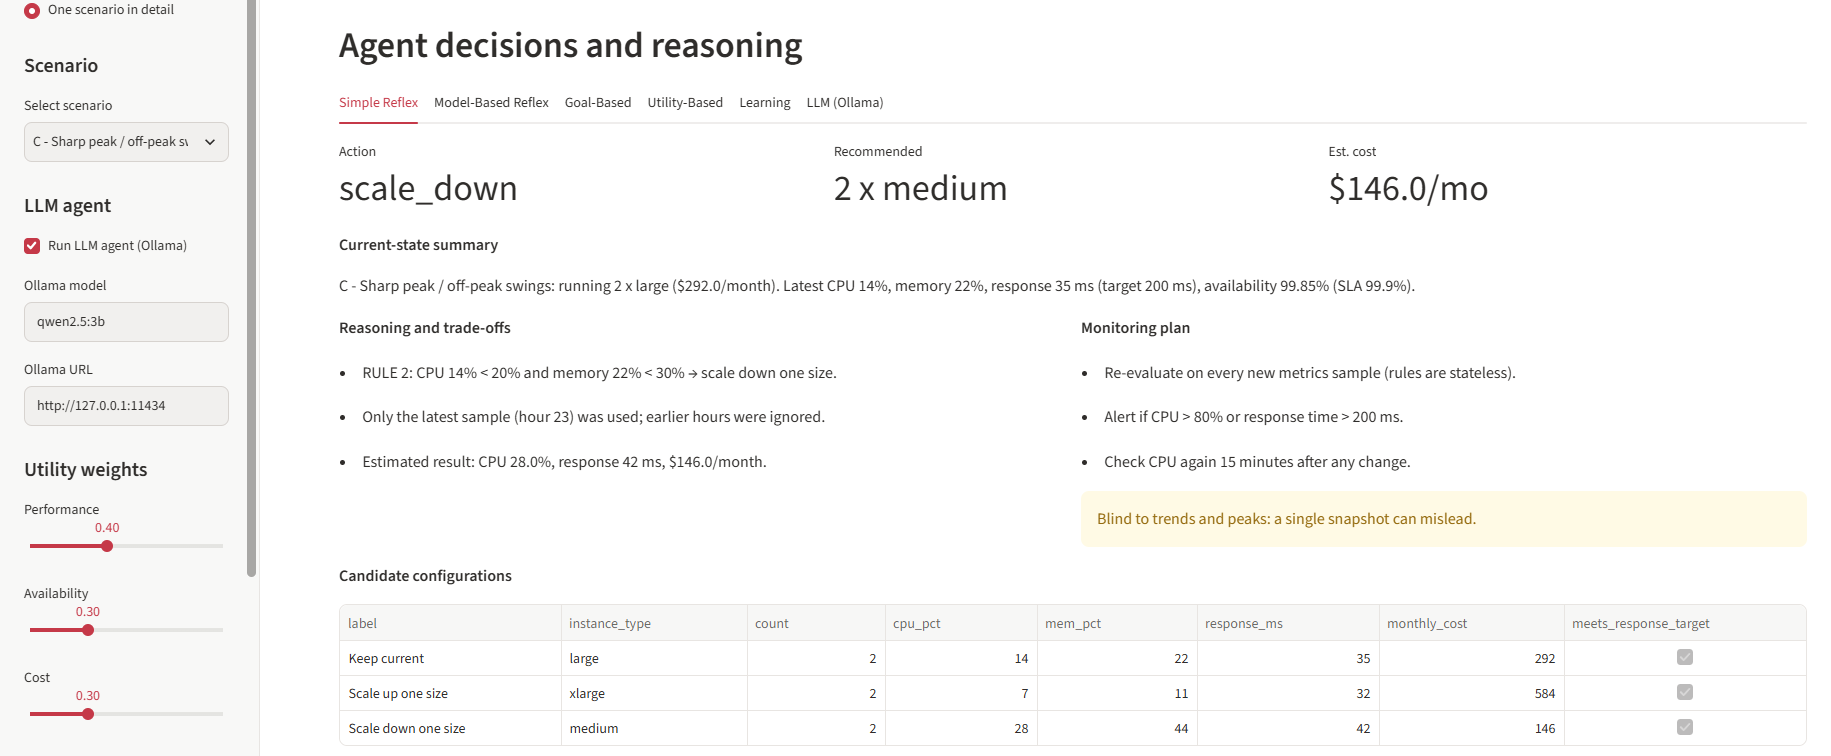 One scenario in detail
Scenario
Select scenario
C - Sharp peak / off-peak sw
LLM agent
Run LLM agent (Ollama)
Ollama model
qwen2.5:3b
Ollama URL
http://127.0.0.1:11434
Utility weights
Performance
0.40
Availability
0.30
Cost
0.30
Agent decisions and reasoning
Simple Reflex Model-Based Reflex Goal-Based Utility-Based Learning LLM (Ollama)
Action Recommended Est. cost
scale_down 2 x medium $146.0/mo
Current-state summary
C - Sharp peak / off-peak swings: running 2 x large ($292.0/month). Latest CPU 14%, memory 22%, response 35 ms (target 200 ms), availability 99.85% (SLA 99.9%).
Reasoning and trade-offs
• RULE 2: CPU 14% < 20% and memory 22% < 30% → scale down one size.
• Only the latest sample (hour 23) was used; earlier hours were ignored.
• Estimated result: CPU 28.0%, response 42 ms, $146.0/month.
Monitoring plan
• Re-evaluate on every new metrics sample (rules are stateless).
• Alert if CPU > 80% or response time > 200 ms.
• Check CPU again 15 minutes after any change.
Blind to trends and peaks: a single snapshot can mislead.
Candidate configurations
label instance_type count cpu_pct mem_pct response_ms monthly_cost meets_response_target
Keep current large 2 14 22 35 292
Scale up one size xlarge 2 7 11 32 584
Scale down one size medium 2 28 44 42 146